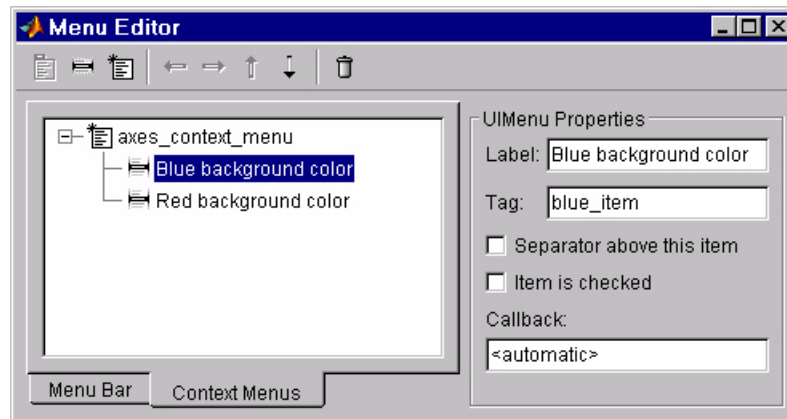 Menu Editor
axes_context_menu
Blue background color
Red background color
Menu Bar
Context Menus
UIMenu Properties
Label: Blue background color
Tag: blue_item
Separator above this item
Item is checked
Callback:
<automatic>